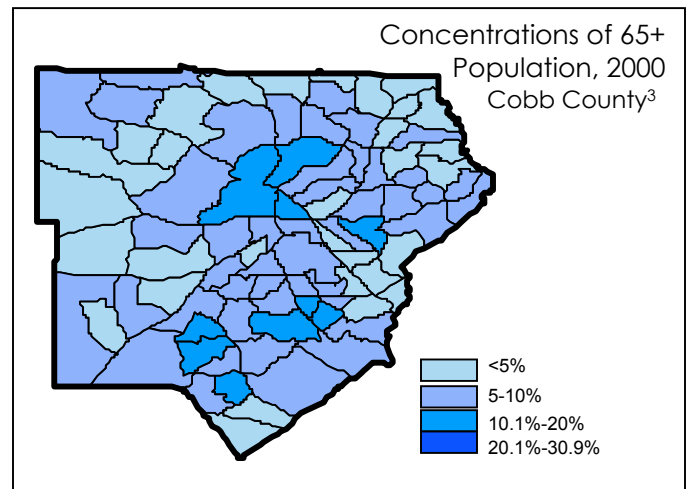 Concentrations of 65+
Population, 2000
Cobb County³
<5%
5-10%
10.1%-20%
20.1%-30.9%